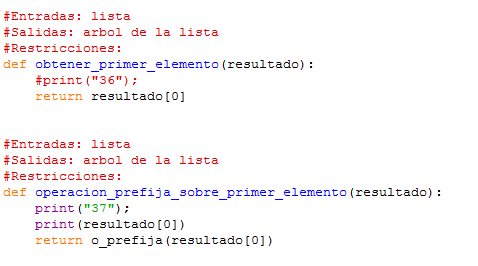 #Entradas: lista
#Salidas: arbol de la lista
#Restricciones:
def obtener_primer_elemento(resultado):
    #print("36");
    return resultado[0]
#Entradas: lista
#Salidas: arbol de la lista
#Restricciones:
def operacion_prefija_sobre_primer_elemento(resultado):
    print("37");
    print(resultado[0])
    return o_prefija(resultado[0])